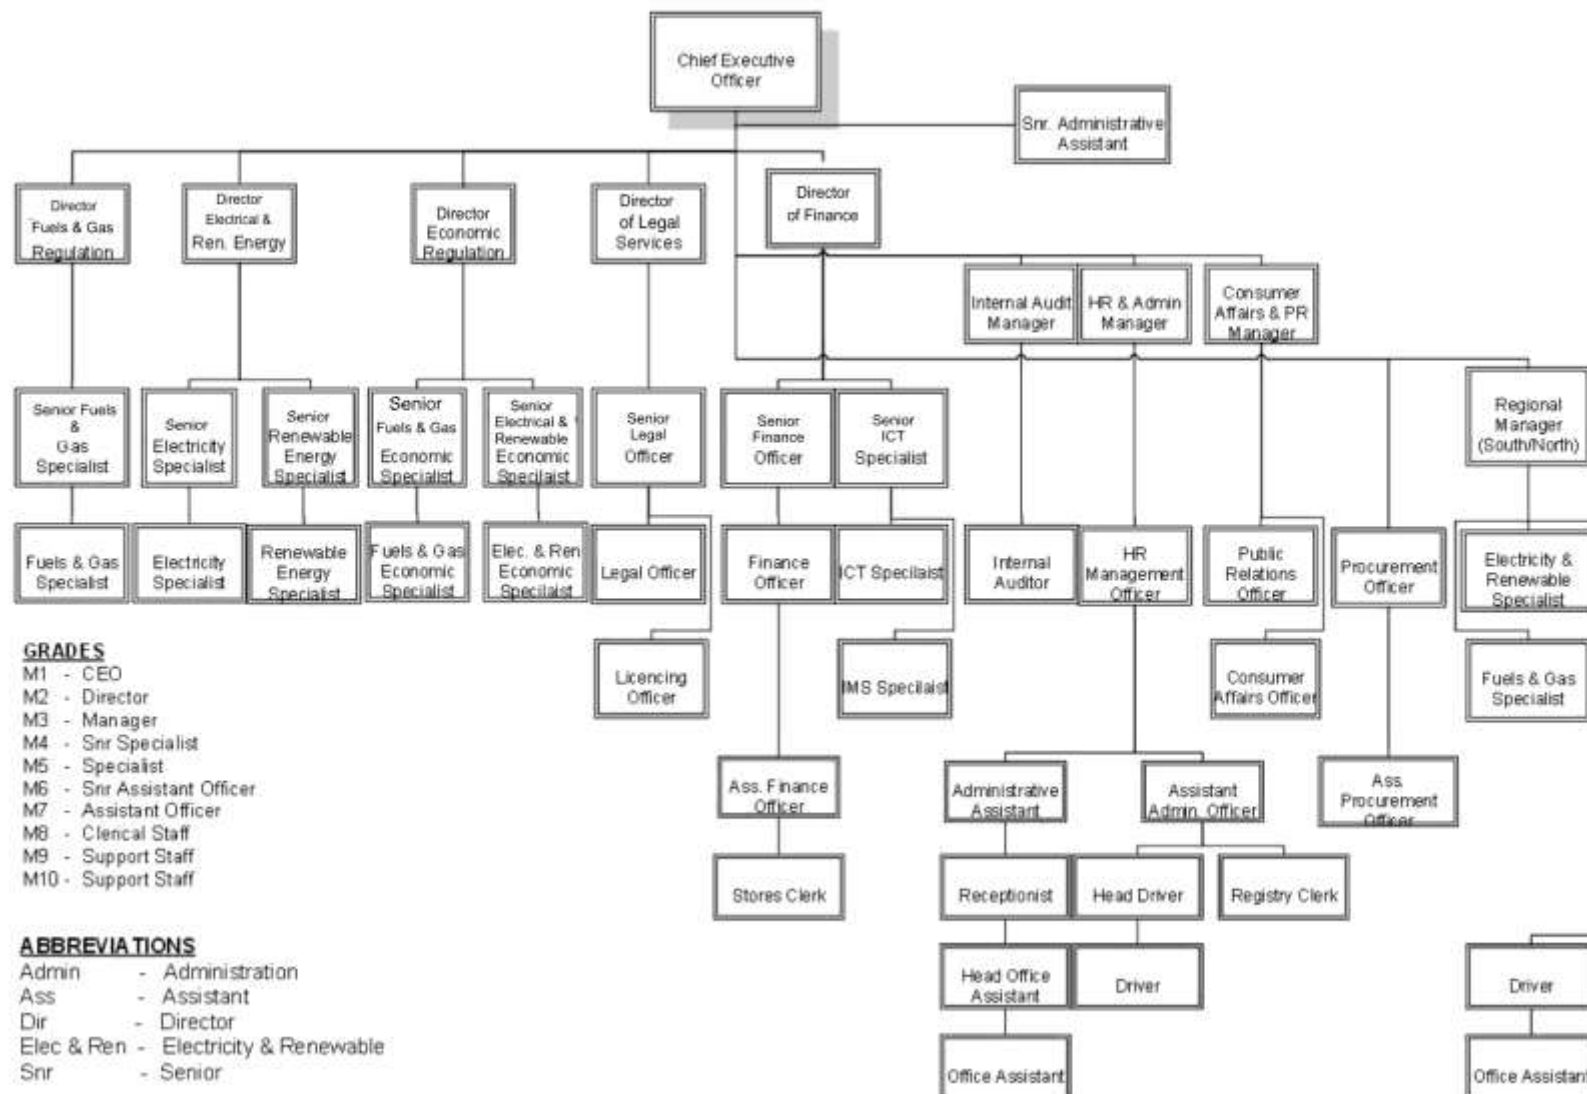 Chief Executive
Officer
Snr. Administrative
Assistant
Director
Fuels & Gas
Regulation
Director
Electrical &
Ren. Energy
Director
Economic
Regulation
Director
of Legal
Services
Director
of Finance
Internal Audit
Manager
HR & Admin
Manager
Consumer
Affairs & PR
Manager
Senior Fuels
&
Gas
Specialist
Senior
Electricity
Specialist
Senior
Renewable
Energy
Specialist
Senior
Fuels & Gas
Economic
Specialist
Senior
Electrical &
Renewable
Economic
Specilaist
Senior
Legal
Officer
Senior
Finance
Officer
Senior
ICT
Specialist
Regional
Manager
(South/North)
Fuels & Gas
Specialist
Electricity
Specialist
Renewable
Energy
Specialist
Fuels & Gas
Economic
Specialist
Elec. & Ren
Economic
Specilaist
Legal Officer
Finance
Officer
ICT Specilaist
Internal
Auditor
HR
Management
Officer
Public
Relations
Officer
Procurement
Officer
Electricity &
Renewable
Specialist
Licencing
Officer
IMS Specilaist
Consumer
Affairs Officer
Fuels & Gas
Specialist
Ass. Finance
Officer
Administrative
Assistant
Assistant
Admin. Officer
Ass.
Procurement
Officer
Stores Clerk
Receptionist
Head Driver
Registry Clerk
Head Office
Assistant
Driver
Driver
Office Assistant
Office Assistant
GRADES
M1 - CEO
M2 - Director
M3 - Manager
M4 - Snr Specialist
M5 - Specialist
M6 - Snr Assistant Officer
M7 - Assistant Officer
M8 - Clerical Staff
M9 - Support Staff
M10 - Support Staff
ABBREVIATIONS
Admin - Administration
Ass - Assistant
Dir - Director
Elec & Ren - Electricity & Renewable
Snr - Senior